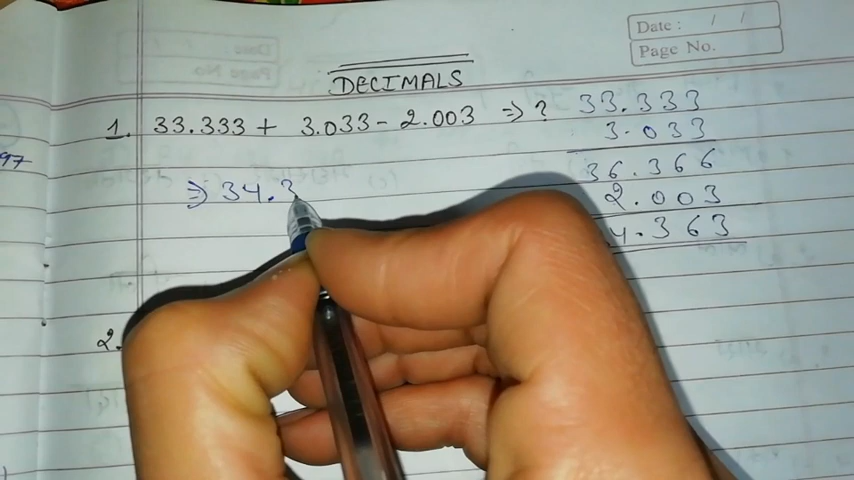 Date : / /
Page No.
DECIMALS
1. 33.333 + 3.033 - 2.003 => ?
33.333
3.033
36.366
2.003
4.363
=> 34.3
2.
97